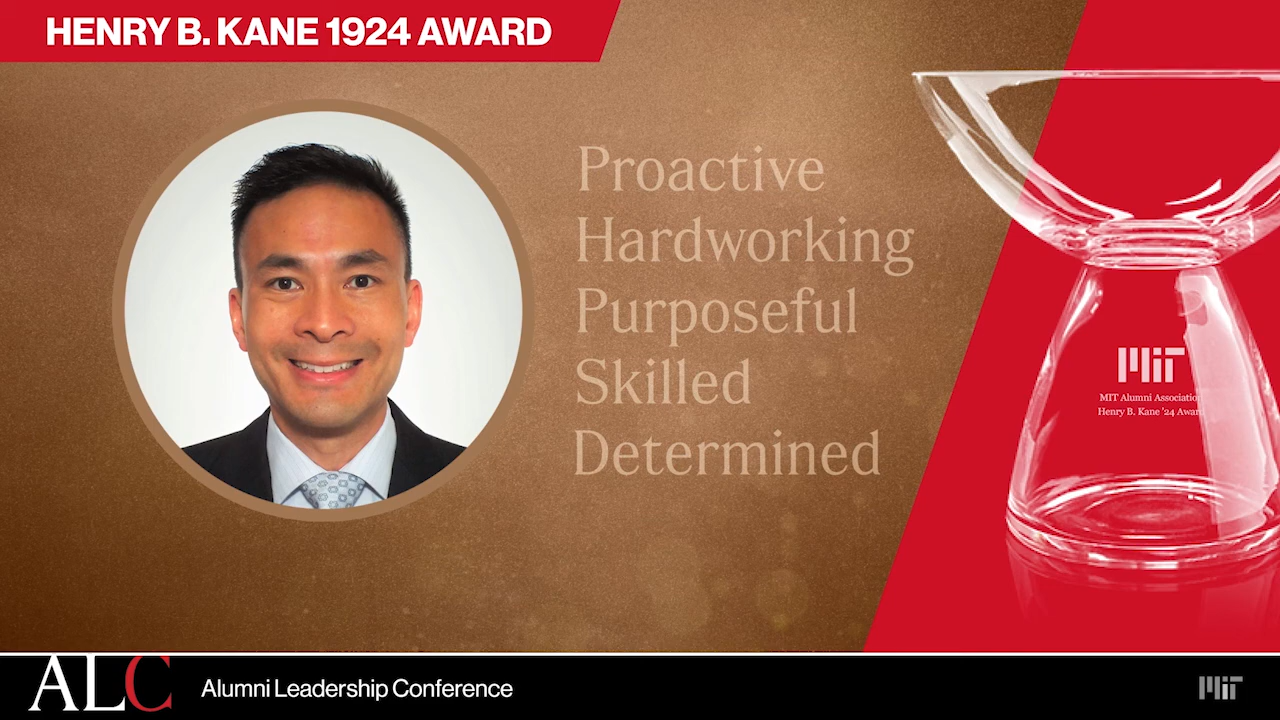 HENRY B. KANE 1924 AWARD
Proactive
Hardworking
Purposeful
Skilled
Determined
MIT
MIT Alumni Association
Henry B. Kane '24 Award
ALC
Alumni Leadership Conference
MIT